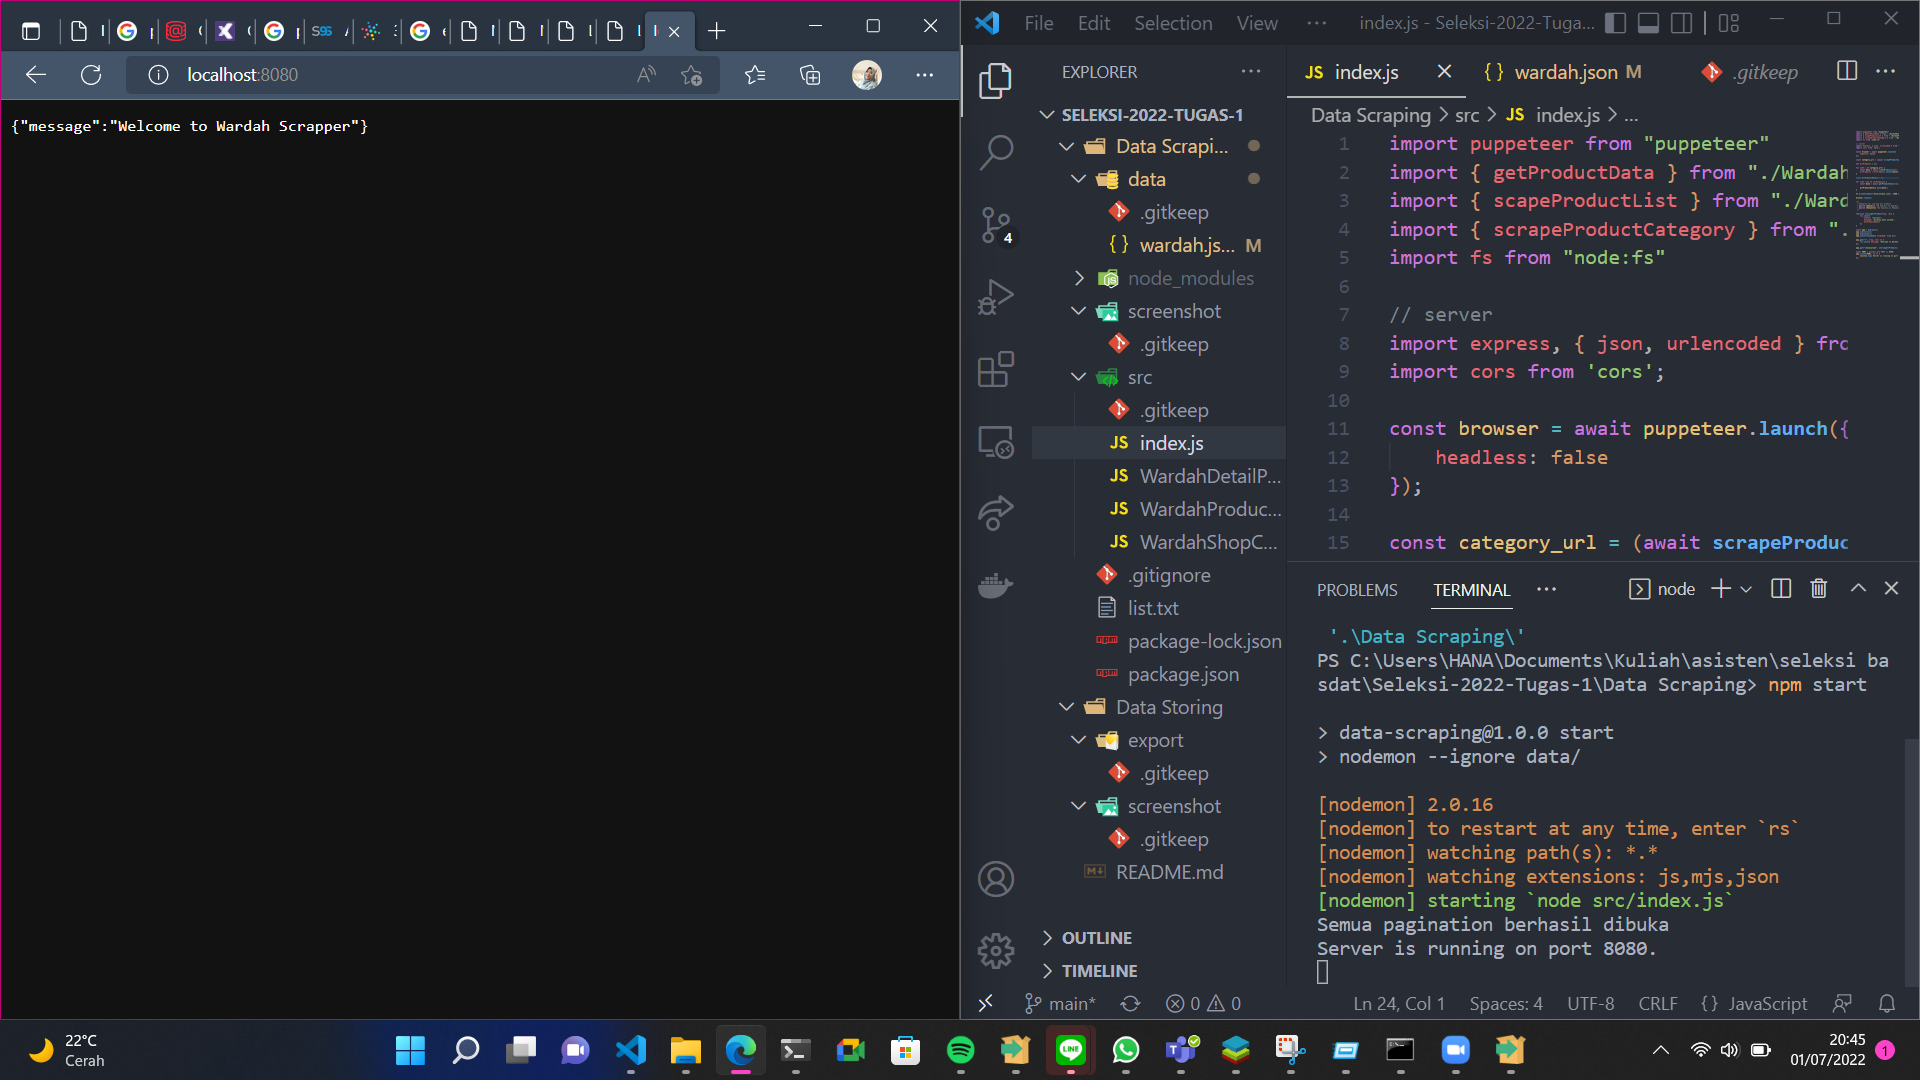 localhost:8080
{"message":"Welcome to Wardah Scrapper"}
File Edit Selection View ··· index.js - Seleksi-2022-Tuga...
EXPLORER
SELEKSI-2022-TUGAS-1
Data Scrapi...
data
.gitkeep
wardah.js... M
node_modules
screenshot
.gitkeep
src
.gitkeep
JS index.js
JS WardahDetailP...
JS WardahProduc...
JS WardahShopC...
.gitignore
list.txt
package-lock.json
package.json
Data Storing
export
.gitkeep
screenshot
.gitkeep
README.md
OUTLINE
TIMELINE
4
JS index.js
{} wardah.json M
.gitkeep
Data Scraping > src > JS index.js > ...
1 import puppeteer from "puppeteer"
2 import { getProductData } from "./Wardah
3 import { scapeProductList } from "./Ward
4 import { scrapeProductCategory } from ".
5 import fs from "node:fs"
6
7 // server
8 import express, { json, urlencoded } fro
9 import cors from 'cors';
10
11 const browser = await puppeteer.launch({
12 headless: false
13 });
14
15 const category_url = (await scrapeProduc
PROBLEMS TERMINAL ··· node
'.\Data Scraping\'
PS C:\Users\HANA\Documents\Kuliah\asisten\seleksi ba
sdat\Seleksi-2022-Tugas-1\Data Scraping> npm start
> data-scraping@1.0.0 start
> nodemon --ignore data/
[nodemon] 2.0.16
[nodemon] to restart at any time, enter `rs`
[nodemon] watching path(s): *.*
[nodemon] watching extensions: js,mjs,json
[nodemon] starting `node src/index.js`
Semua pagination berhasil dibuka
Server is running on port 8080.
main* 0 0 Ln 24, Col 1 Spaces: 4 UTF-8 CRLF {} JavaScript
22°C
Cerah
LINE
20:45
01/07/2022
1